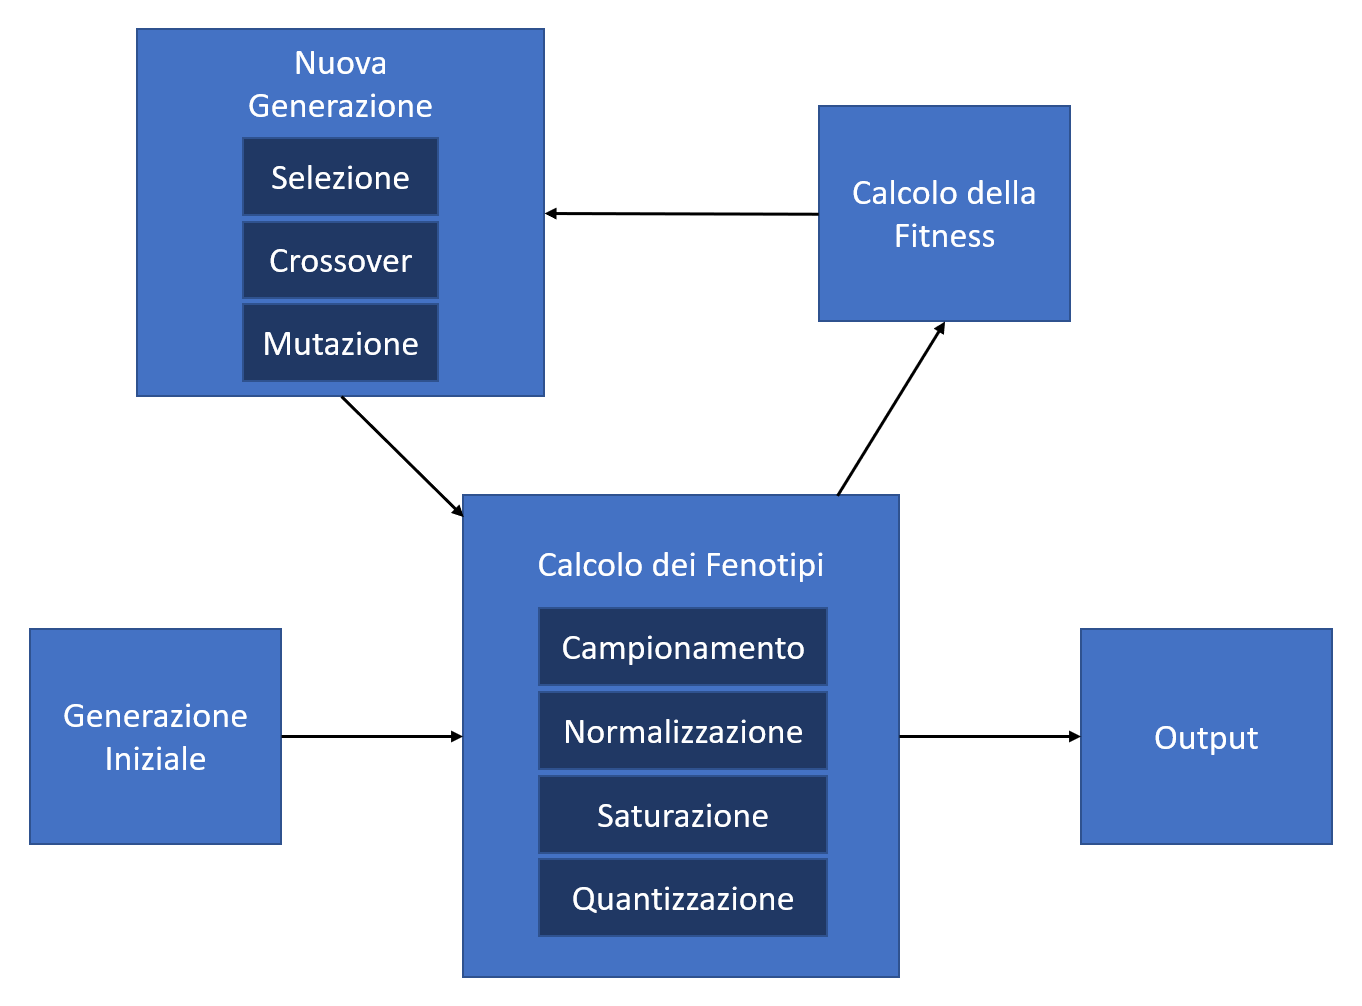 Nuova
Generazione
Selezione
Crossover
Mutazione
Calcolo della
Fitness
Calcolo dei Fenotipi
Campionamento
Normalizzazione
Saturazione
Quantizzazione
Generazione
Iniziale
Output